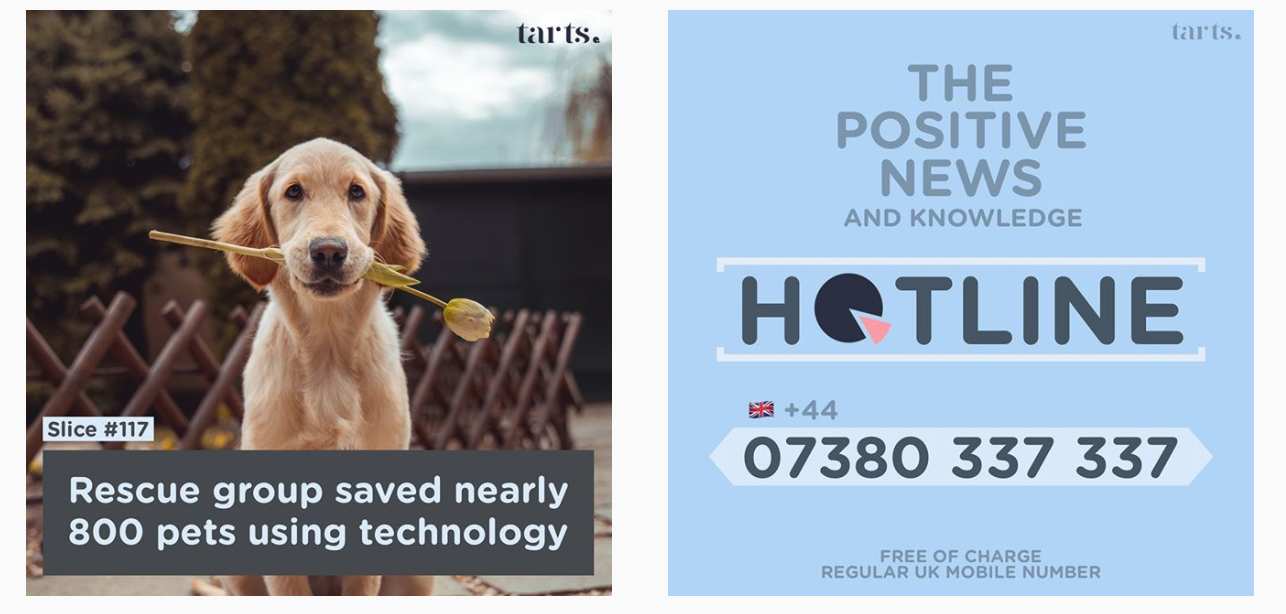 tarts.
Slice #117
Rescue group saved nearly
800 pets using technology
tarts.
THE
POSITIVE
NEWS
AND KNOWLEDGE
HOTLINE
🇬🇧 +44
07380 337 337
FREE OF CHARGE
REGULAR UK MOBILE NUMBER